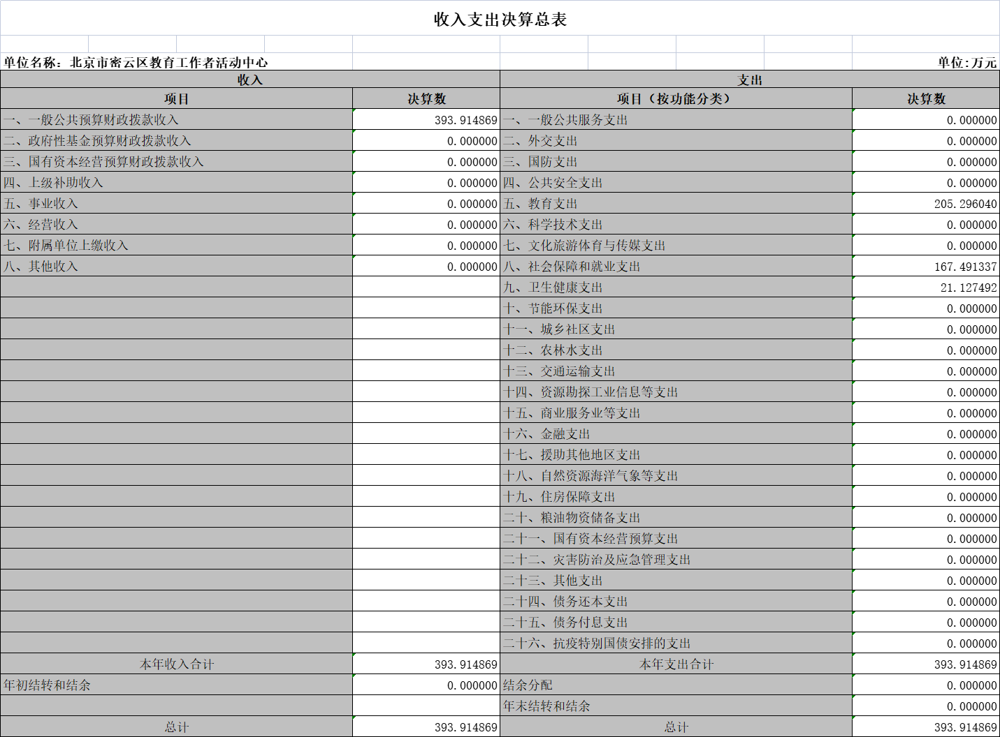 收入支出决算总表
单位名称：北京市密云区教育工作者活动中心 单位:万元
收入 支出
项目 决算数 项目（按功能分类） 决算数
一、一般公共预算财政拨款收入 393.914869 一、一般公共服务支出 0.000000
二、政府性基金预算财政拨款收入 0.000000 二、外交支出 0.000000
三、国有资本经营预算财政拨款收入 0.000000 三、国防支出 0.000000
四、上级补助收入 0.000000 四、公共安全支出 0.000000
五、事业收入 0.000000 五、教育支出 205.296040
六、经营收入 0.000000 六、科学技术支出 0.000000
七、附属单位上缴收入 0.000000 七、文化旅游体育与传媒支出 0.000000
八、其他收入 0.000000 八、社会保障和就业支出 167.491337
九、卫生健康支出 21.127492
十、节能环保支出 0.000000
十一、城乡社区支出 0.000000
十二、农林水支出 0.000000
十三、交通运输支出 0.000000
十四、资源勘探工业信息等支出 0.000000
十五、商业服务业等支出 0.000000
十六、金融支出 0.000000
十七、援助其他地区支出 0.000000
十八、自然资源海洋气象等支出 0.000000
十九、住房保障支出 0.000000
二十、粮油物资储备支出 0.000000
二十一、国有资本经营预算支出 0.000000
二十二、灾害防治及应急管理支出 0.000000
二十三、其他支出 0.000000
二十四、债务还本支出 0.000000
二十五、债务付息支出 0.000000
二十六、抗疫特别国债安排的支出 0.000000
本年收入合计 393.914869 本年支出合计 393.914869
年初结转和结余 0.000000 结余分配 0.000000
年末结转和结余 0.000000
总计 393.914869 总计 393.914869